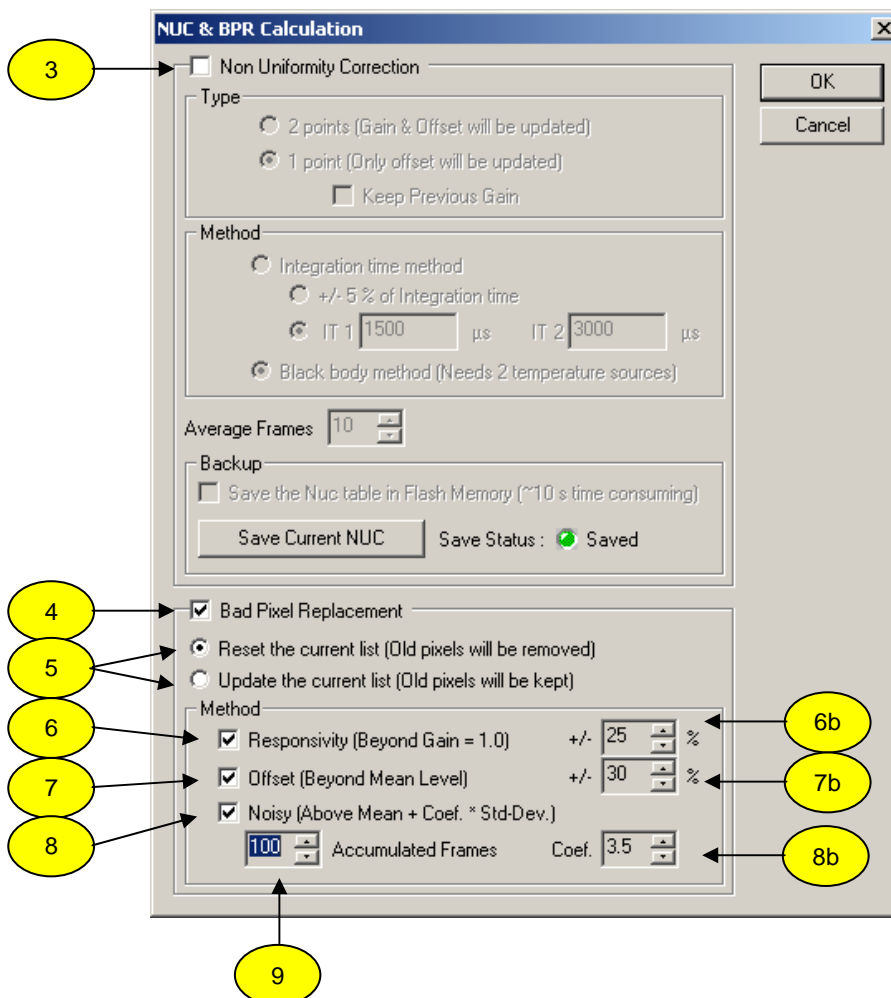 NUC & BPR Calculation
3
Non Uniformity Correction
OK
Cancel
Type
2 points (Gain & Offset will be updated)
1 point (Only offset will be updated)
Keep Previous Gain
Method
Integration time method
+/- 5 % of Integration time
IT 1 1500 µs IT 2 3000 µs
Black body method (Needs 2 temperature sources)
Average Frames 10
Backup
Save the Nuc table in Flash Memory (~10 s time consuming)
Save Current NUC Save Status : Saved
4
Bad Pixel Replacement
5
Reset the current list (Old pixels will be removed)
Update the current list (Old pixels will be kept)
Method
6
Responsivity (Beyond Gain = 1.0) +/- 25 %
6b
7
Offset (Beyond Mean Level) +/- 30 %
7b
8
Noisy (Above Mean + Coef. * Std-Dev.)
100 Accumulated Frames Coef. 3.5
8b
9